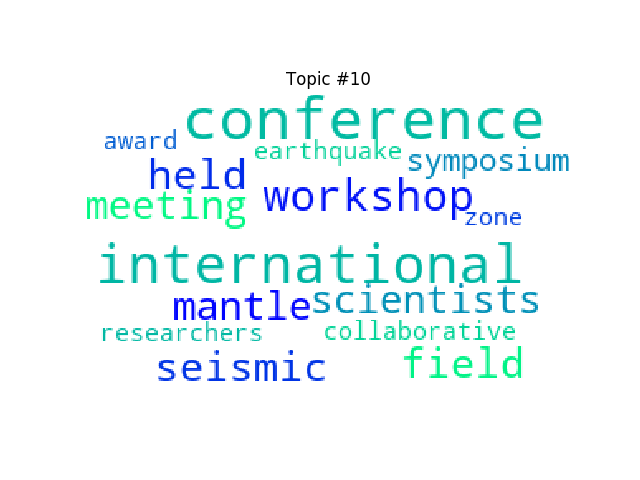 Topic #10
conference
award
earthquake
symposium
held
workshop
meeting
zone
international
mantle
scientists
researchers
collaborative
seismic
field